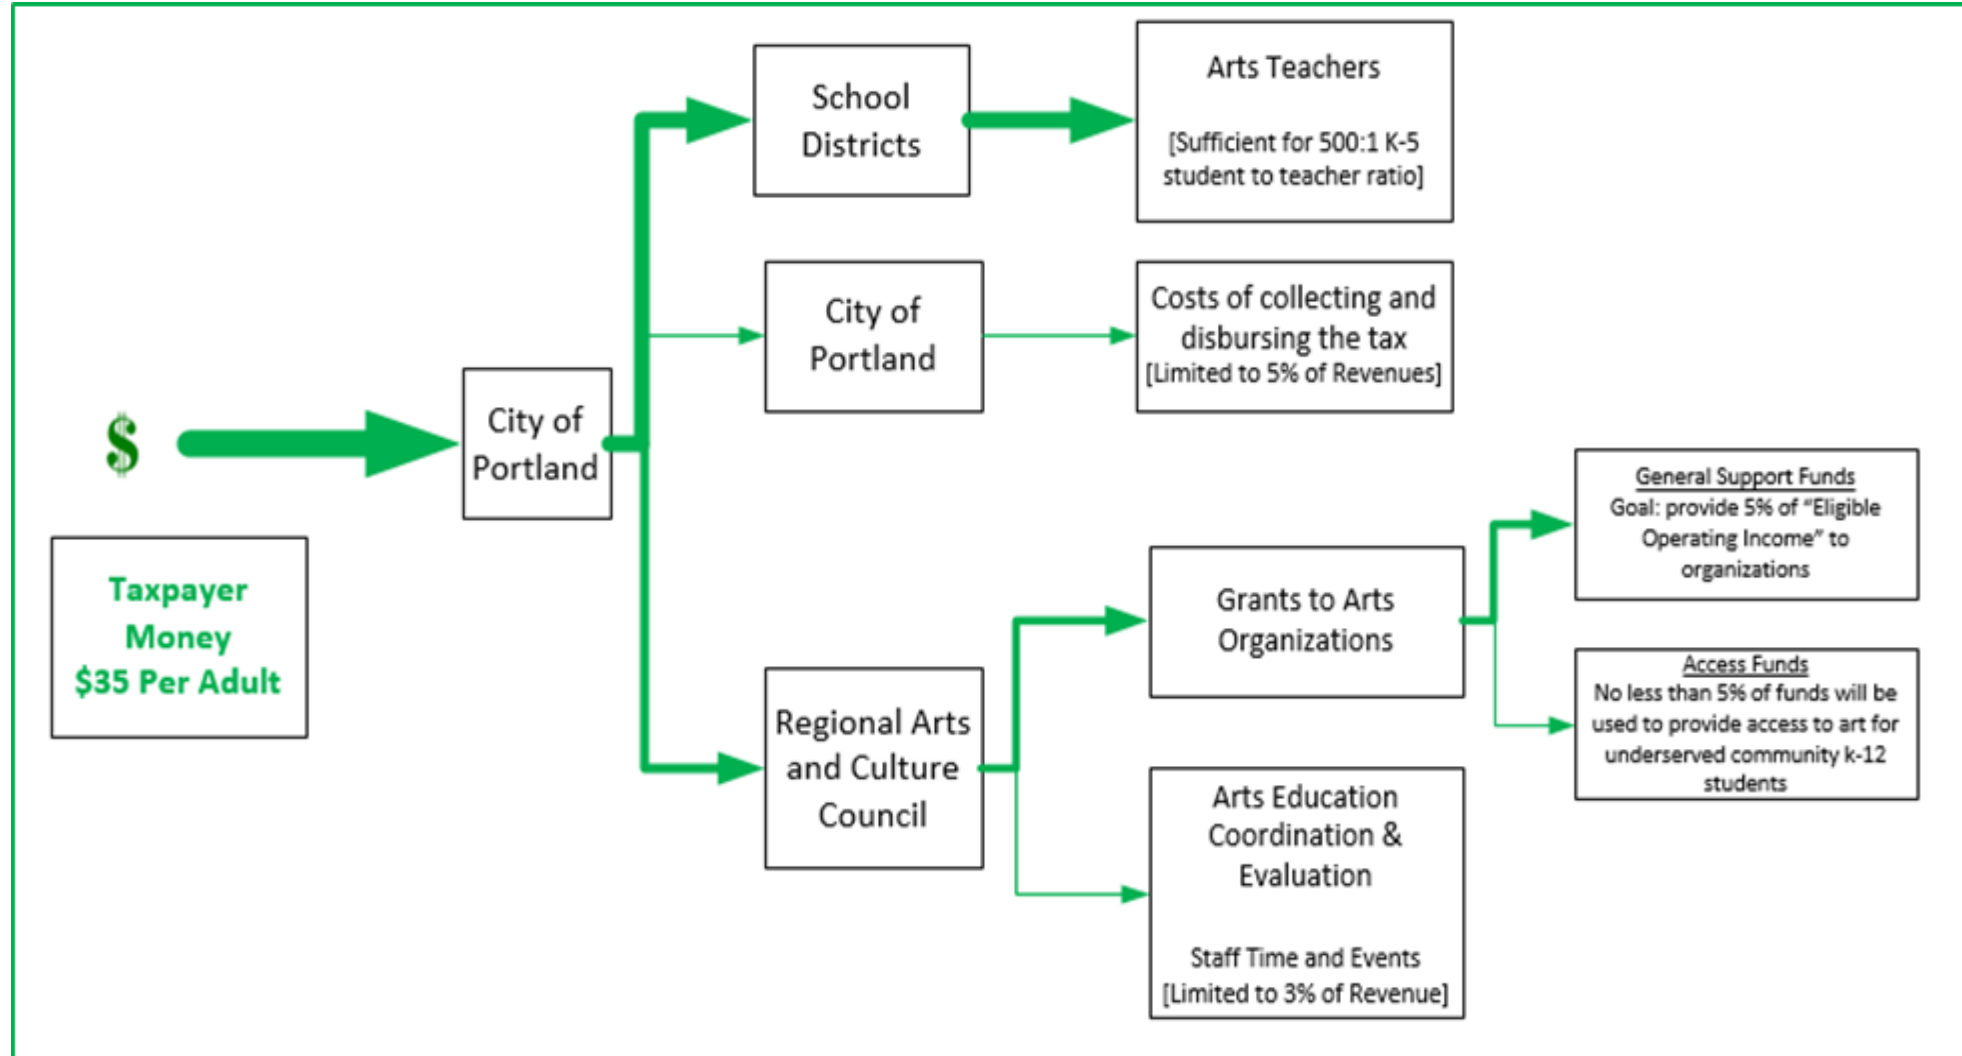 $
Taxpayer
Money
$35 Per Adult
City of
Portland
School
Districts
Arts Teachers
[Sufficient for 500:1 K-5
student to teacher ratio]
City of
Portland
Costs of collecting and
disbursing the tax
[Limited to 5% of Revenues]
Regional Arts
and Culture
Council
Grants to Arts
Organizations
General Support Funds
Goal: provide 5% of “Eligible
Operating Income” to
organizations
Access Funds
No less than 5% of funds will be
used to provide access to art for
underserved community k-12
students
Arts Education
Coordination &
Evaluation
Staff Time and Events
[Limited to 3% of Revenue]